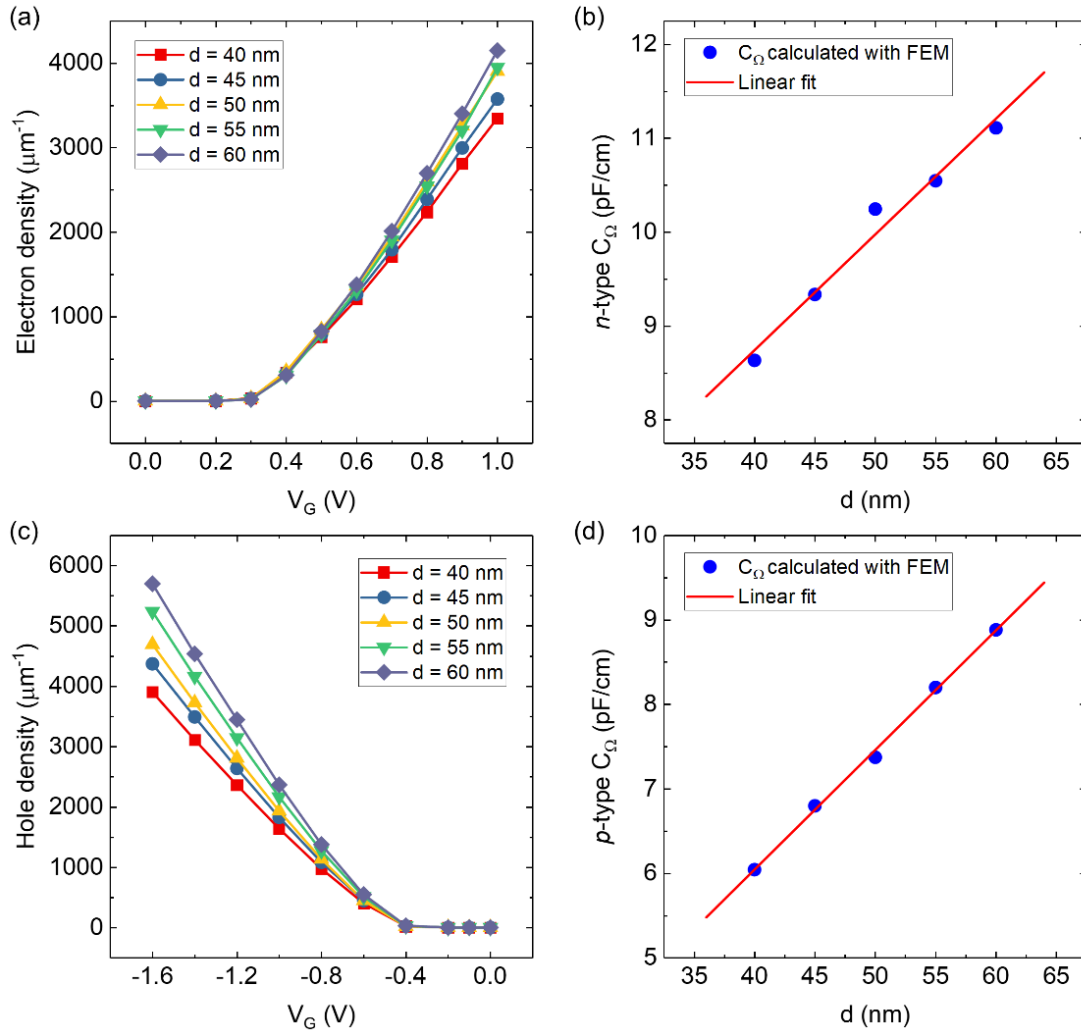 (a)
Electron density (μm⁻¹)
4000
3000
2000
1000
0
d = 40 nm
d = 45 nm
d = 50 nm
d = 55 nm
d = 60 nm
0.0 0.2 0.4 0.6 0.8 1.0
V_G (V)
(b)
n-type C_Ω (pF/cm)
12
11
10
9
8
C_Ω calculated with FEM
Linear fit
35 40 45 50 55 60 65
d (nm)
(c)
Hole density (μm⁻¹)
6000
5000
4000
3000
2000
1000
0
d = 40 nm
d = 45 nm
d = 50 nm
d = 55 nm
d = 60 nm
-1.6 -1.2 -0.8 -0.4 0.0
V_G (V)
(d)
p-type C_Ω (pF/cm)
10
9
8
7
6
5
C_Ω calculated with FEM
Linear fit
35 40 45 50 55 60 65
d (nm)